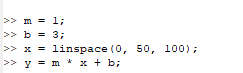 >> m = 1;
>> b = 3;
>> x = linspace(0, 50, 100);
>> y = m * x + b;